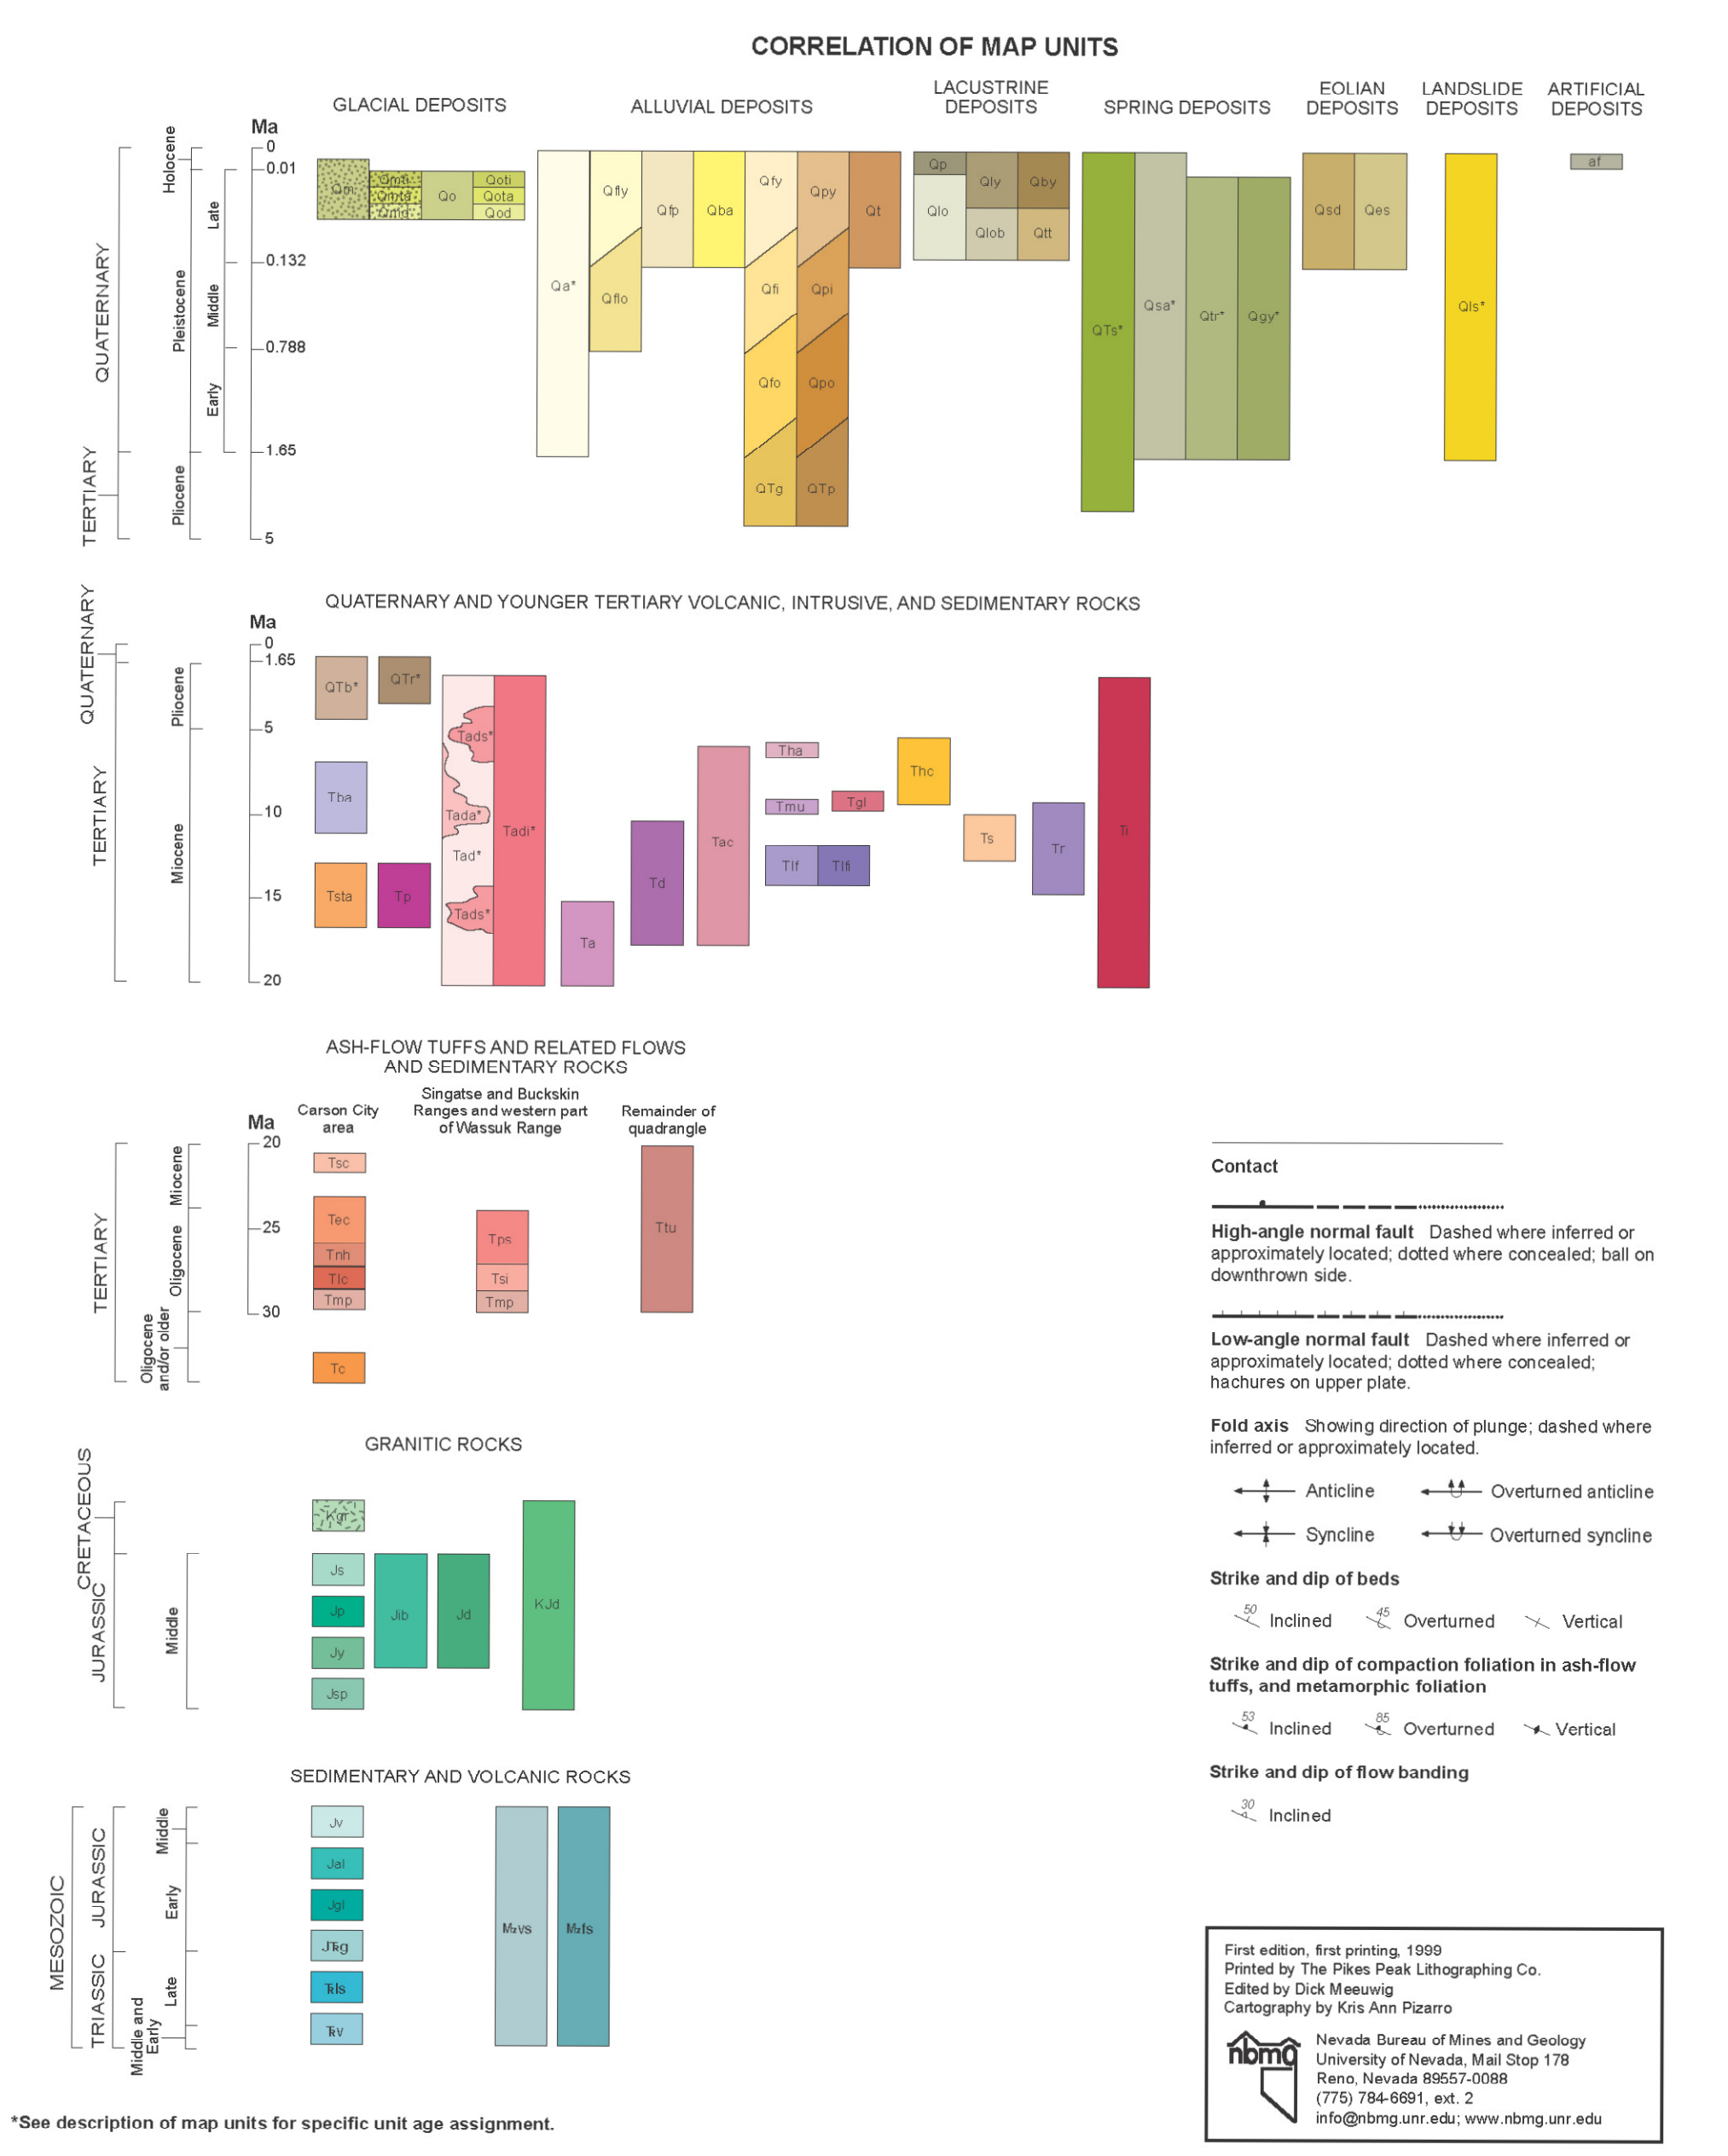 CORRELATION OF MAP UNITS
GLACIAL DEPOSITS
ALLUVIAL DEPOSITS
LACUSTRINE
DEPOSITS
SPRING DEPOSITS
EOLIAN
DEPOSITS
LANDSLIDE
DEPOSITS
ARTIFICIAL
DEPOSITS
Ma
0
0.01
0.132
0.788
1.65
5
QUATERNARY
TERTIARY
Holocene
Pleistocene
Pliocene
Late
Middle
Early
Qo
Qoti
Qota
Qod
Qa*
Qfly
Qflo
Qfp
Qba
Qfy
Qfi
Qfo
QTg
Qpy
Qpi
Qpo
QTp
Qt
Qp
Qlo
Qly
Qlob
Qby
Qtt
QTs*
Qsa*
Qtr*
Qgy*
Qsd
Qes
Qls*
af
QUATERNARY AND YOUNGER TERTIARY VOLCANIC, INTRUSIVE, AND SEDIMENTARY ROCKS
Ma
0
1.65
5
10
15
20
QUATERNARY
TERTIARY
Pliocene
Miocene
QTb*
QTr*
Tba
Tsta
Tp
Tads*
Tada*
Tad*
Tads*
Tadi*
Ta
Td
Tac
Tha
Tmu
Tgl
Tlf
Tlfi
Thc
Ts
Tr
Ti
ASH-FLOW TUFFS AND RELATED FLOWS
AND SEDIMENTARY ROCKS
Carson City
area
Singatse and Buckskin
Ranges and western part
of Wassuk Range
Remainder of
quadrangle
Ma
20
25
30
TERTIARY
Miocene
Oligocene
Oligocene
and/or older
Tsc
Tec
Tnh
Tlc
Tmp
Tc
Tps
Tsi
Tmp
Ttu
GRANITIC ROCKS
CRETACEOUS
JURASSIC
Middle
Kgr
Js
Jp
Jy
Jsp
Jib
Jd
KJd
SEDIMENTARY AND VOLCANIC ROCKS
MESOZOIC
JURASSIC
TRIASSIC
Middle
Early
Late
Middle and
Early
Jv
Jal
Jgl
JTRg
TRls
TRv
Mzvs
Mzfs
*See description of map units for specific unit age assignment.
Contact
High-angle normal fault Dashed where inferred or
approximately located; dotted where concealed; ball on
downthrown side.
Low-angle normal fault Dashed where inferred or
approximately located; dotted where concealed;
hachures on upper plate.
Fold axis Showing direction of plunge; dashed where
inferred or approximately located.
Anticline
Overturned anticline
Syncline
Overturned syncline
Strike and dip of beds
50 Inclined
45 Overturned
Vertical
Strike and dip of compaction foliation in ash-flow
tuffs, and metamorphic foliation
53 Inclined
85 Overturned
Vertical
Strike and dip of flow banding
30 Inclined
First edition, first printing, 1999
Printed by The Pikes Peak Lithographing Co.
Edited by Dick Meeuwig
Cartography by Kris Ann Pizarro
nbmg
Nevada Bureau of Mines and Geology
University of Nevada, Mail Stop 178
Reno, Nevada 89557-0088
(775) 784-6691, ext. 2
info@nbmg.unr.edu; www.nbmg.unr.edu